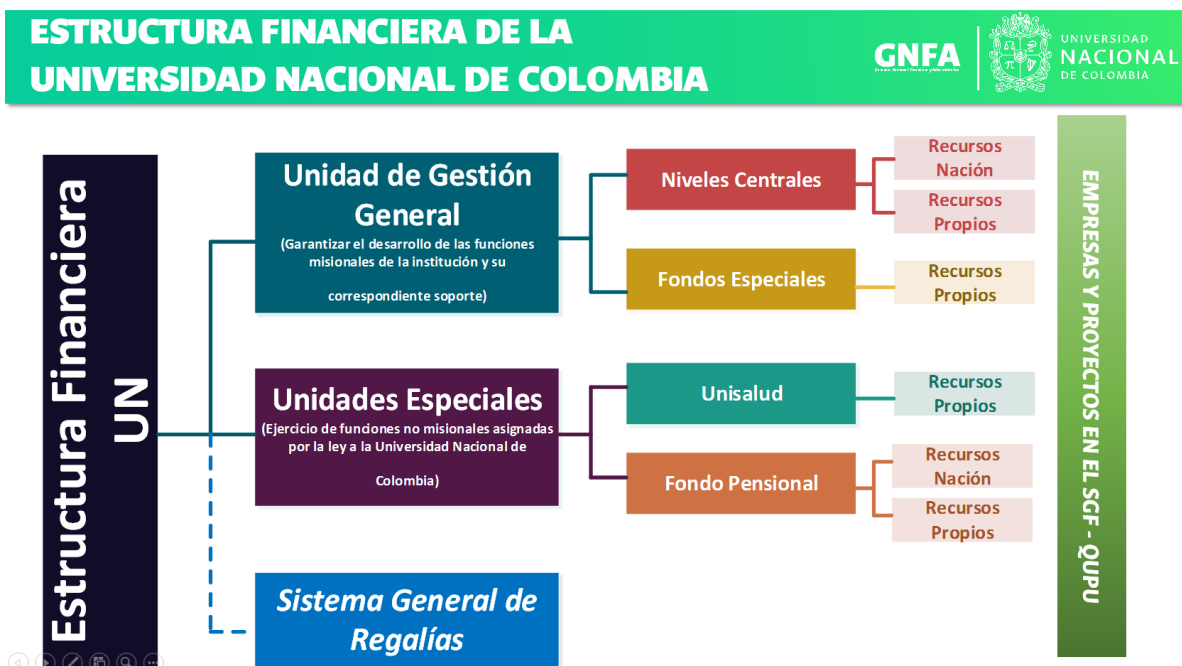 ESTRUCTURA FINANCIERA DE LA
UNIVERSIDAD NACIONAL DE COLOMBIA
GNFA
UNIVERSIDAD
NACIONAL
DE COLOMBIA
Estructura Financiera
UN
Unidad de Gestión
General
(Garantizar el desarrollo de las funciones
misionales de la institución y su
correspondiente soporte)
Niveles Centrales
Recursos
Nación
Recursos
Propios
Fondos Especiales
Recursos
Propios
Unidades Especiales
(Ejercicio de funciones no misionales asignadas
por la ley a la Universidad Nacional de
Colombia)
Unisalud
Recursos
Propios
Fondo Pensional
Recursos
Nación
Recursos
Propios
Sistema General de
Regalías
EMPRESAS Y PROYECTOS EN EL SGF - QUPU